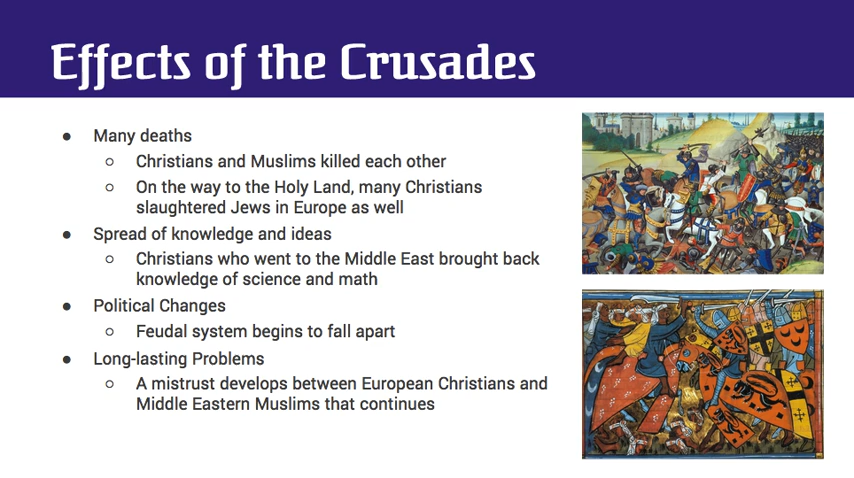 Effects of the Crusades
● Many deaths
○ Christians and Muslims killed each other
○ On the way to the Holy Land, many Christians
slaughtered Jews in Europe as well
● Spread of knowledge and ideas
○ Christians who went to the Middle East brought back
knowledge of science and math
● Political Changes
○ Feudal system begins to fall apart
● Long-lasting Problems
○ A mistrust develops between European Christians and
Middle Eastern Muslims that continues